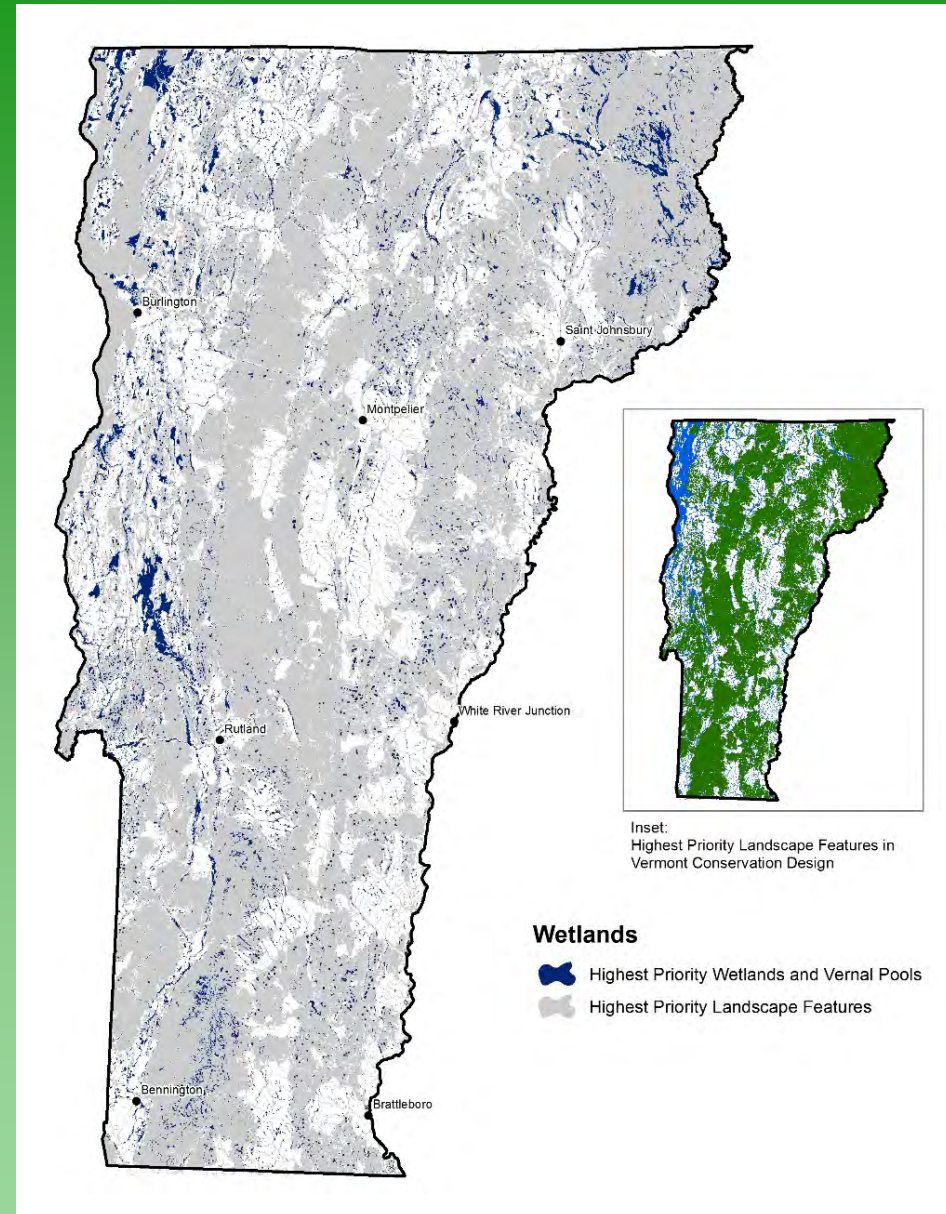 Burlington
Saint Johnsbury
Montpelier
White River Junction
Rutland
Inset:
Highest Priority Landscape Features in
Vermont Conservation Design
Wetlands
Highest Priority Wetlands and Vernal Pools
Highest Priority Landscape Features
Bennington
Brattleboro